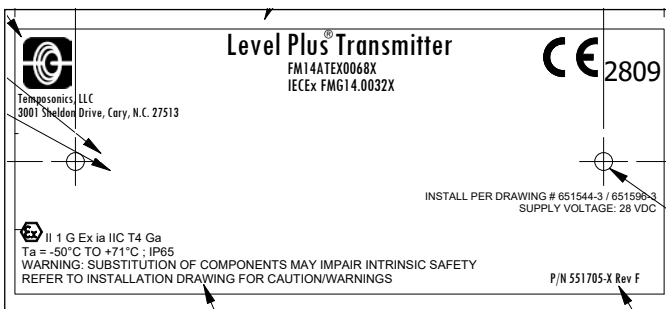 Level Plus® Transmitter
FM14ATEX0068X
IECEx FMG14.0032X
CE 2809
Temposonics, LLC
3001 Sheldon Drive, Cary, N.C. 27513
INSTALL PER DRAWING # 651544-3 / 651596-3
SUPPLY VOLTAGE: 28 VDC
Ex II 1 G Ex ia IIC T4 Ga
Ta = -50°C TO +71°C ; IP65
WARNING: SUBSTITUTION OF COMPONENTS MAY IMPAIR INTRINSIC SAFETY
REFER TO INSTALLATION DRAWING FOR CAUTION/WARNINGS
P/N 551705-X Rev F